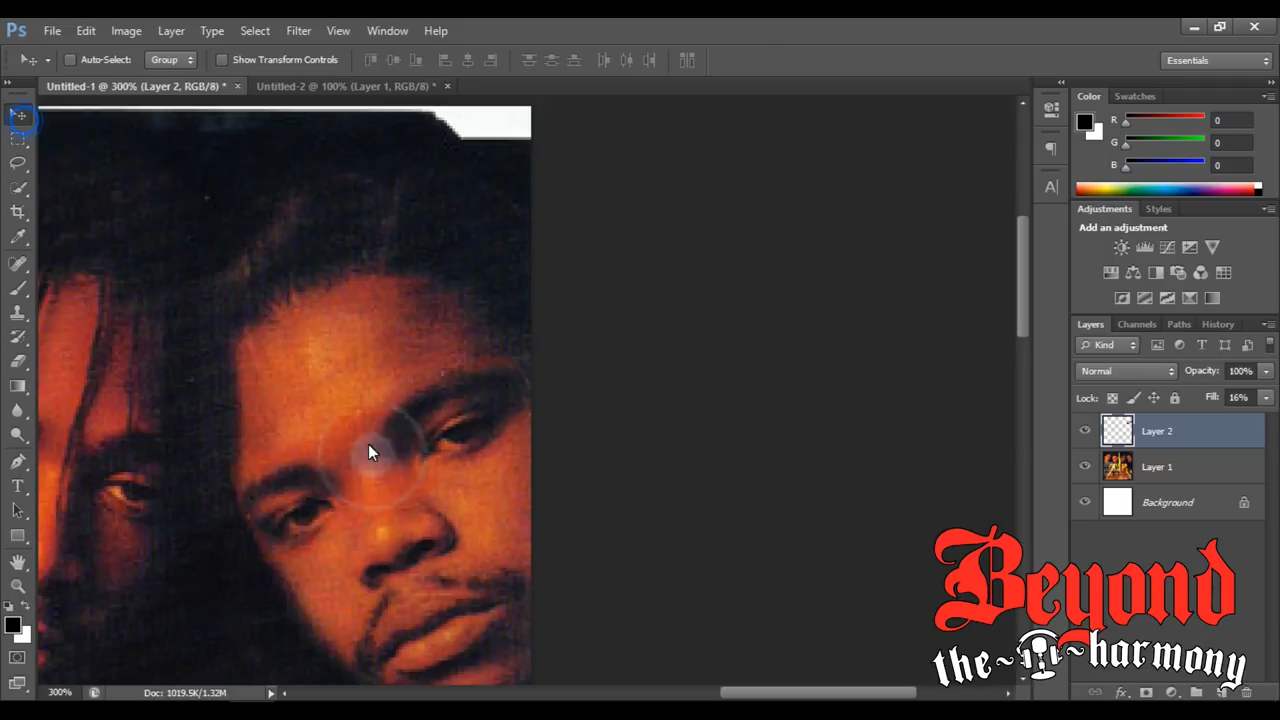 Ps File Edit Image Layer Type Select Filter 3D View Window Help
Auto-Select: Group Show Transform Controls Essentials
Untitled-1 @ 300% (Layer 2, RGB/8) * × Untitled-2 @ 100% (Layer 1, RGB/8) * ×
Color Swatches
R 0
G 0
B 0
Adjustments Styles
Add an adjustment
Layers Channels Paths History
Kind
Normal Opacity: 100%
Lock: Fill: 16%
Layer 2
Layer 1
Background
Beyond
the~ ~harmony
300% Doc: 1019.5K/1.32M